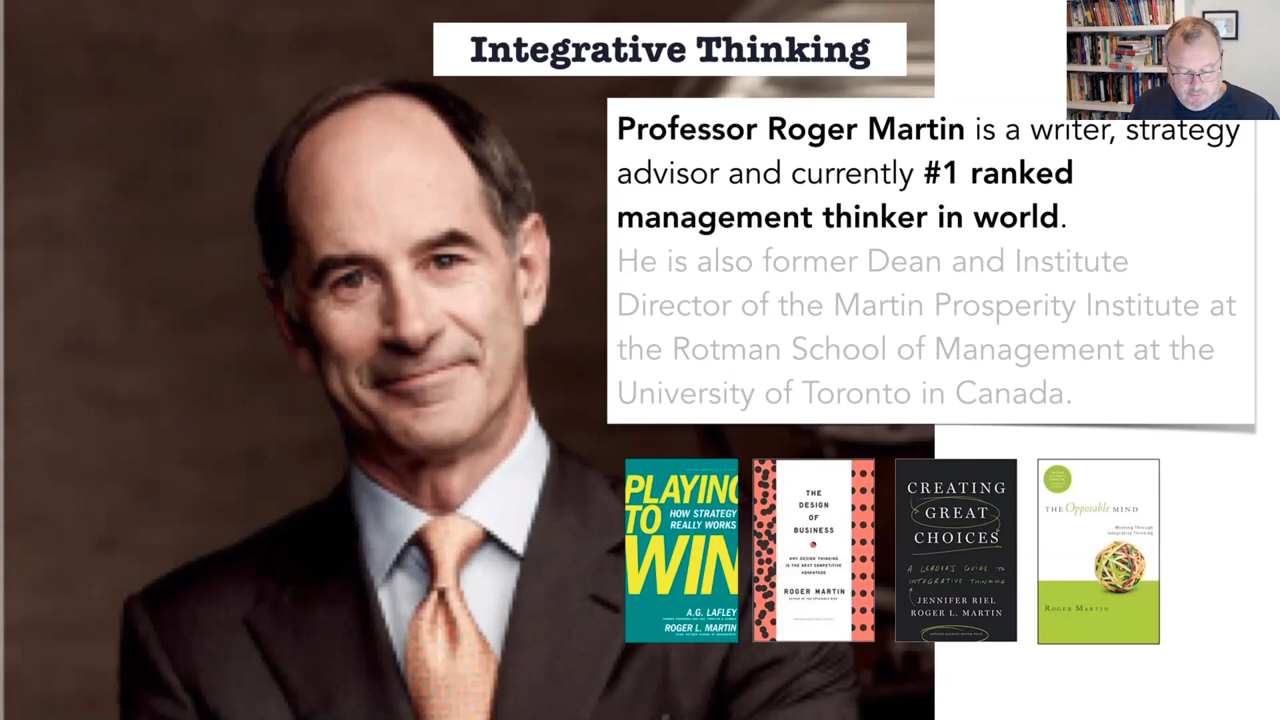 Integrative Thinking
Professor Roger Martin is a writer, strategy
advisor and currently #1 ranked
management thinker in world.
He is also former Dean and Institute
Director of the Martin Prosperity Institute at
the Rotman School of Management at the
University of Toronto in Canada.
PLAYING
TO
HOW STRATEGY
REALLY WORKS
WIN
A.G. LAFLEY
ROGER L. MARTIN
THE
DESIGN
OF
BUSINESS
WHY DESIGN THINKING
IS THE NEXT COMPETITIVE
ADVANTAGE
ROGER MARTIN
CREATING
GREAT
CHOICES
A LEADER'S GUIDE TO
INTEGRATIVE THINKING
JENNIFER RIEL
ROGER L. MARTIN
THE Opposable MIND
Winning Through
Integrative Thinking
ROGER MARTIN